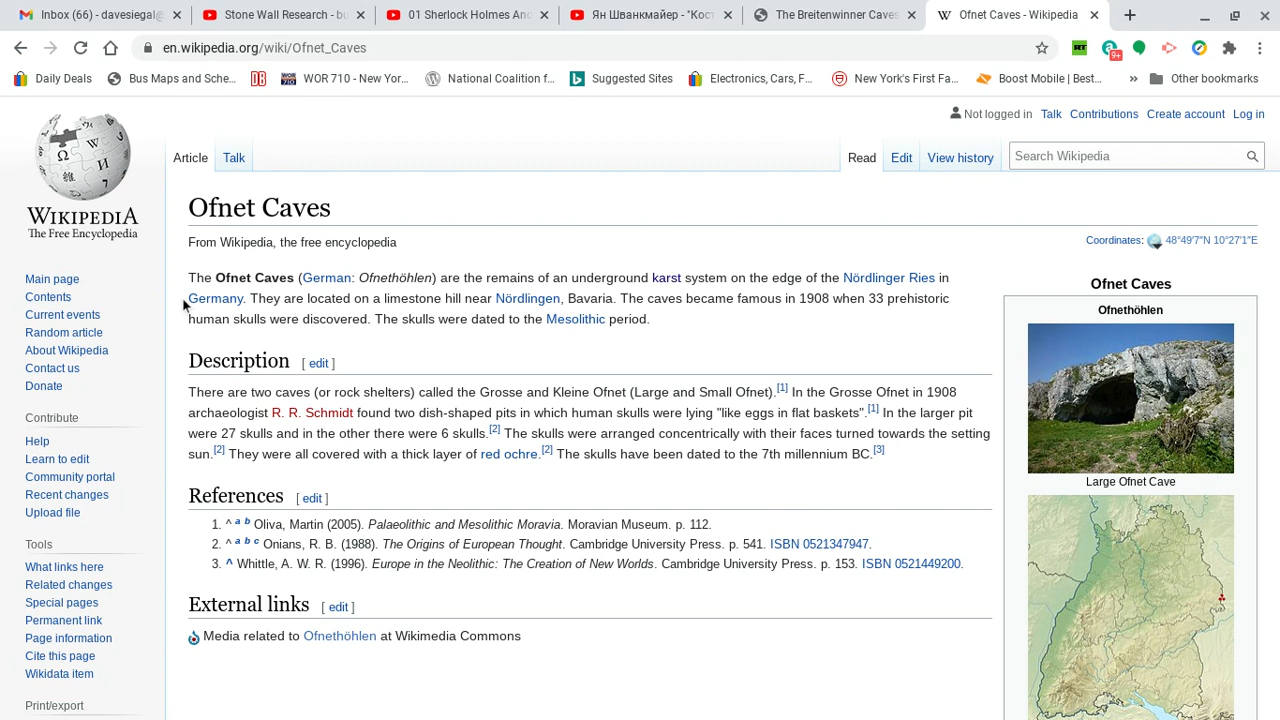 Inbox (66) - davesiegal@
Stone Wall Research - bu
01 Sherlock Holmes And
Ян Шванкмайер - "Кост
The Breitenwinner Caves
Ofnet Caves - Wikipedia
en.wikipedia.org/wiki/Ofnet_Caves
9+
Daily Deals
Bus Maps and Sche...
WOR 710 - New Yor...
National Coalition f...
Suggested Sites
Electronics, Cars, F...
New York's First Fa...
Boost Mobile | Best...
»
Other bookmarks
Not logged in Talk Contributions Create account Log in
Article Talk Read Edit View history Search Wikipedia
WIKIPEDIA
The Free Encyclopedia
Main page
Contents
Current events
Random article
About Wikipedia
Contact us
Donate
Contribute
Help
Learn to edit
Community portal
Recent changes
Upload file
Tools
What links here
Related changes
Special pages
Permanent link
Page information
Cite this page
Wikidata item
Print/export
Ofnet Caves
From Wikipedia, the free encyclopedia
Coordinates: 48°49′7″N 10°27′1″E
The Ofnet Caves (German: Ofnethöhlen) are the remains of an underground karst system on the edge of the Nördlinger Ries in
Germany. They are located on a limestone hill near Nördlingen, Bavaria. The caves became famous in 1908 when 33 prehistoric
human skulls were discovered. The skulls were dated to the Mesolithic period.
Description [ edit ]
There are two caves (or rock shelters) called the Grosse and Kleine Ofnet (Large and Small Ofnet).[1] In the Grosse Ofnet in 1908
archaeologist R. R. Schmidt found two dish-shaped pits in which human skulls were lying "like eggs in flat baskets".[1] In the larger pit
were 27 skulls and in the other there were 6 skulls.[2] The skulls were arranged concentrically with their faces turned towards the setting
sun.[2] They were all covered with a thick layer of red ochre.[2] The skulls have been dated to the 7th millennium BC.[3]
References [ edit ]
1. ^ a b Oliva, Martin (2005). Palaeolithic and Mesolithic Moravia. Moravian Museum. p. 112.
2. ^ a b c Onians, R. B. (1988). The Origins of European Thought. Cambridge University Press. p. 541. ISBN 0521347947.
3. ^ Whittle, A. W. R. (1996). Europe in the Neolithic: The Creation of New Worlds. Cambridge University Press. p. 153. ISBN 0521449200.
External links [ edit ]
Media related to Ofnethöhlen at Wikimedia Commons
Ofnet Caves
Ofnethöhlen
Large Ofnet Cave